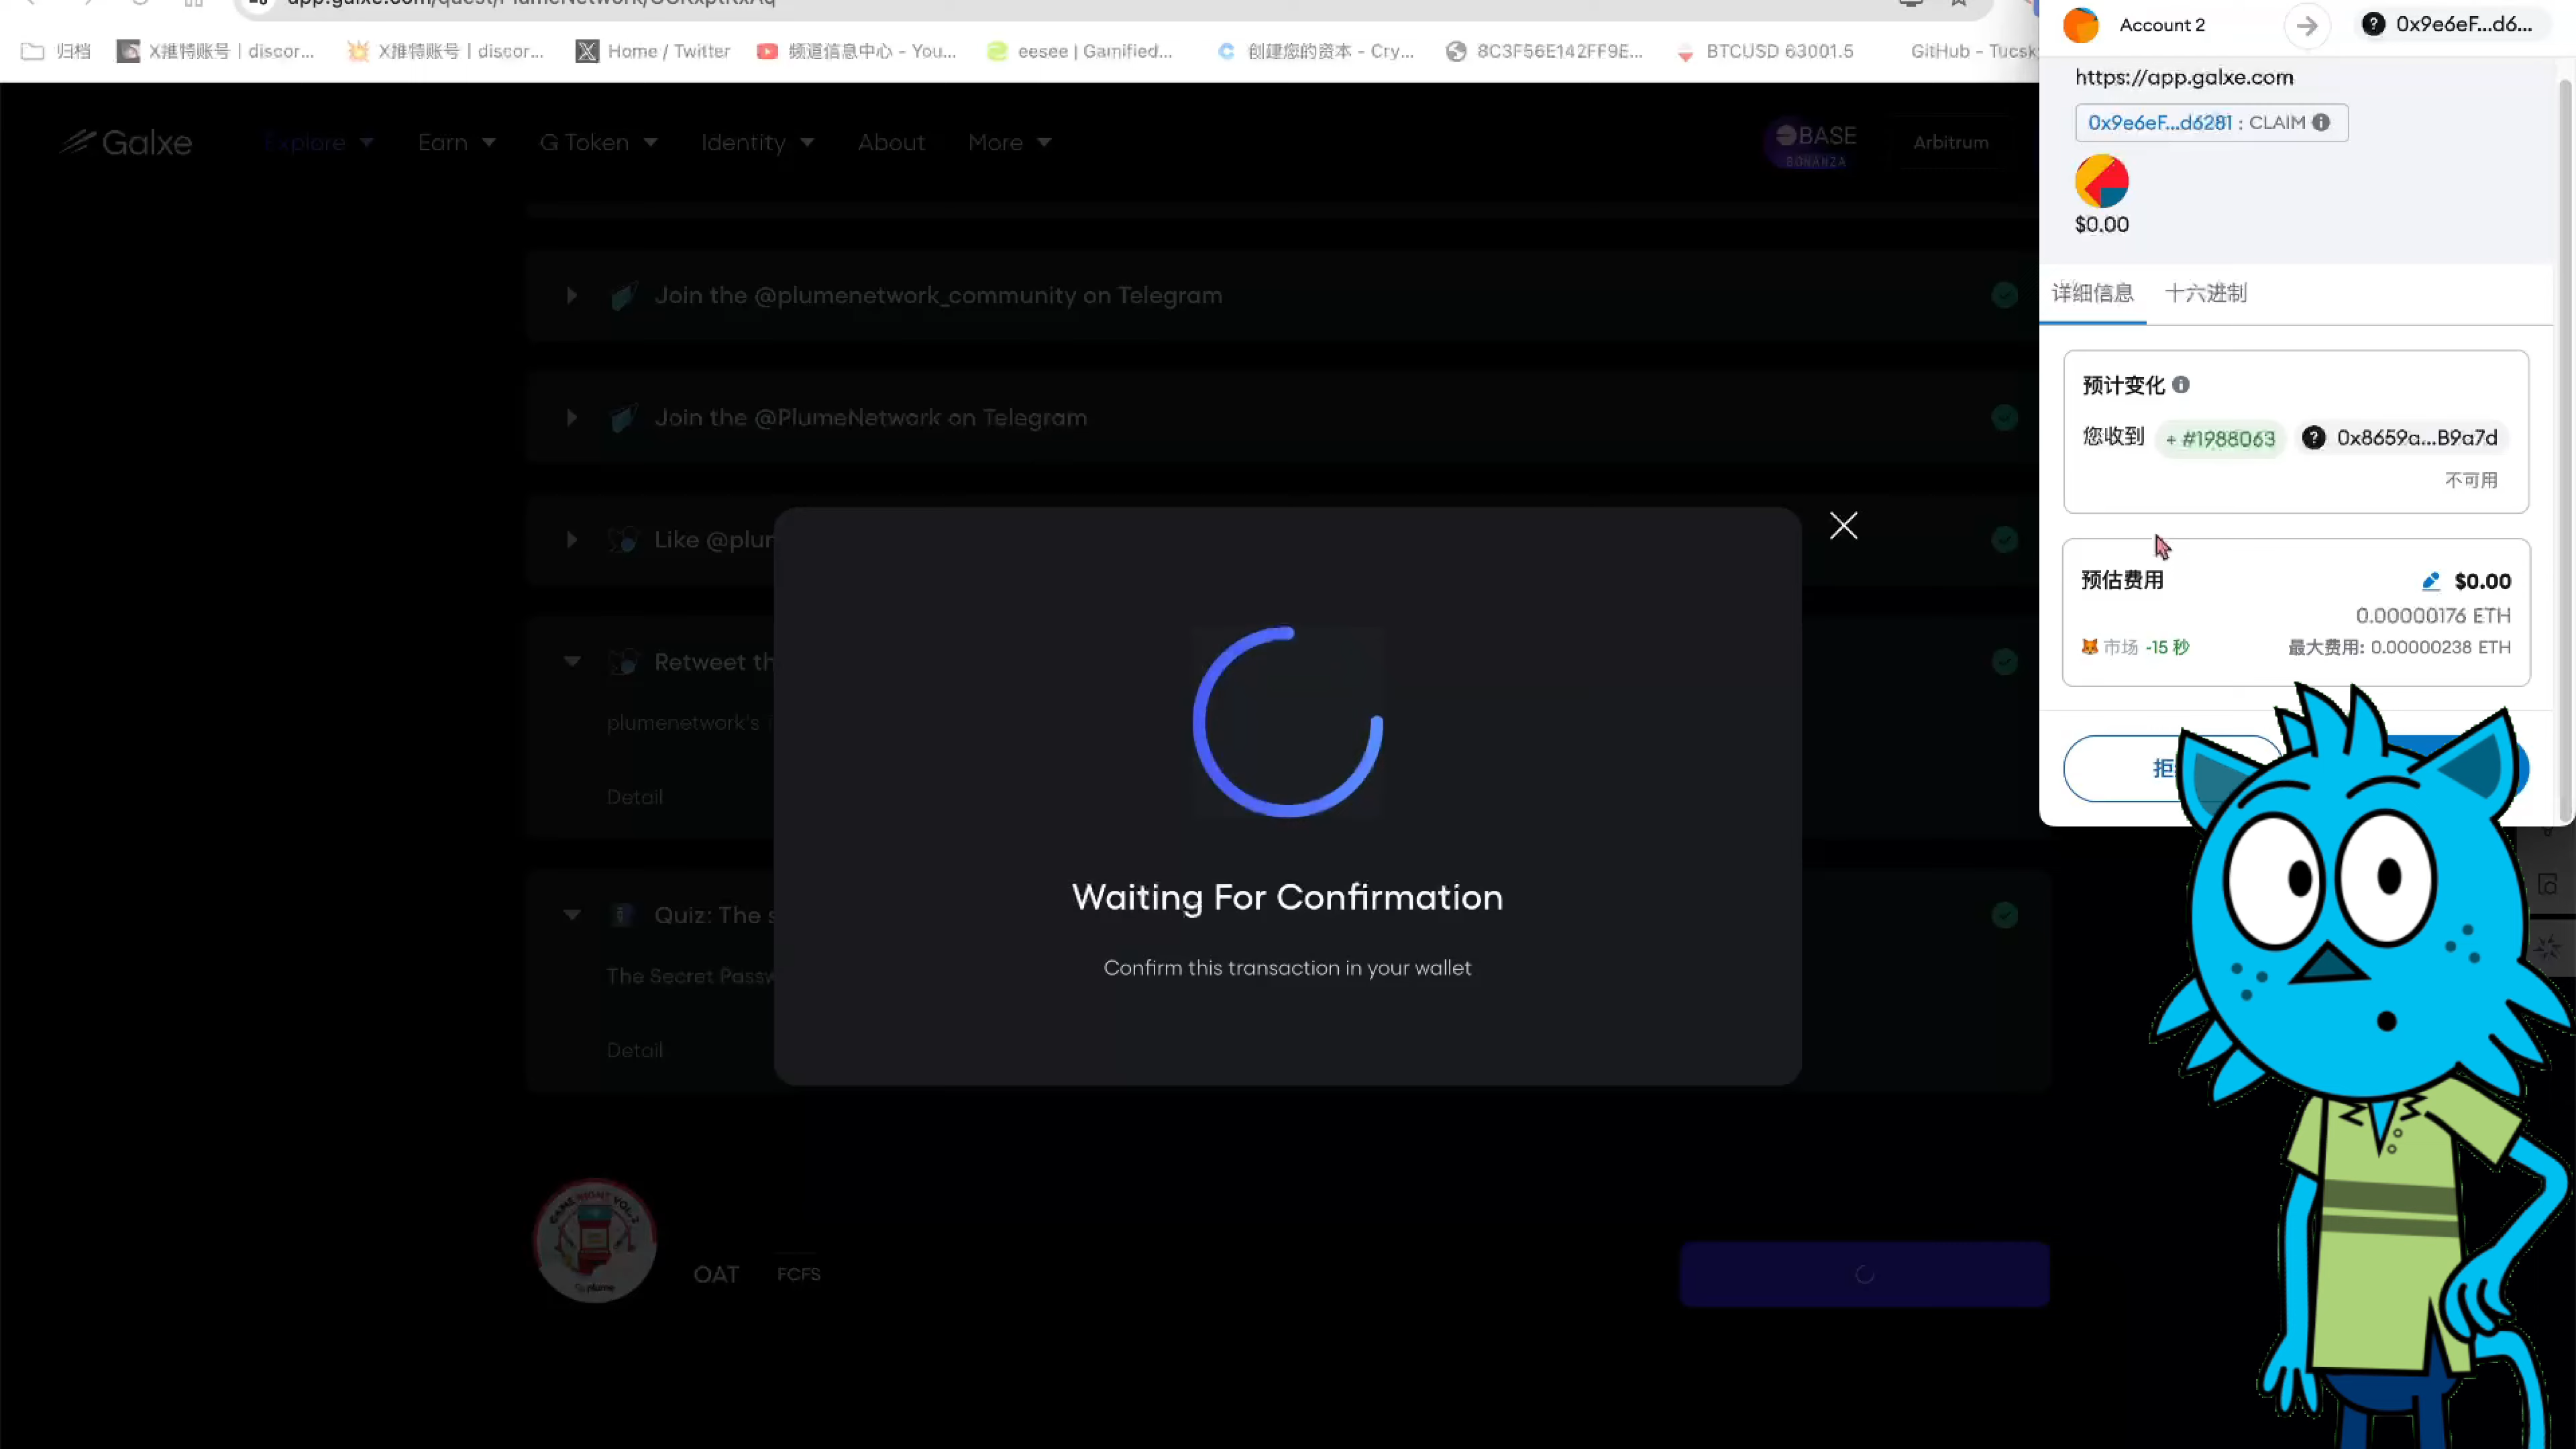 归档
X推特账号 | discor...
X推特账号 | discor...
Home / Twitter
频道信息中心 - You...
eesee | Gamified...
创建您的资本 - Cry...
8C3F56E142FF9E...
BTCUSD 63001.5
GitHub - Tucsk
Galxe
Explore
Earn
G Token
Identity
About
More
BASE
BONANZA
Arbitrum
Join the @plumenetwork_community on Telegram
Join the @PlumeNetwork on Telegram
Like @plur
Retweet th
plumenetwork's
Detail
Quiz: The s
The Secret Passw
Detail
Waiting For Confirmation
Confirm this transaction in your wallet
GAME NIGHT VOL.2
plume
OAT
FCFS
Account 2
0x9e6eF...d6...
https://app.galxe.com
0x9e6eF...d6281 : CLAIM
$0.00
详细信息
十六进制
预计变化
您收到
+ #1988063
0x8659a...B9a7d
不可用
预估费用
$0.00
0.00000176 ETH
市场 -15 秒
最大费用: 0.00000238 ETH